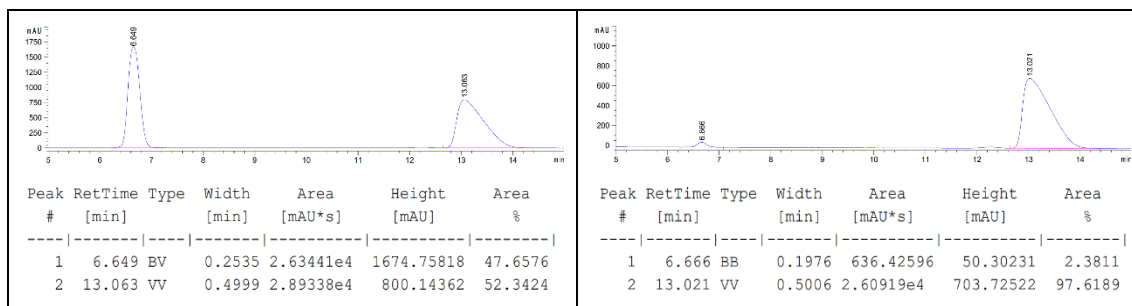 mAU
1750
1500
1250
1000
750
500
250
0
6.649
13.063
5 6 7 8 9 10 11 12 13 14 min
Peak RetTime Type Width Area Height Area
# [min] [min] [mAU*s] [mAU] %
----|-------|----|-------|----------|----------|--------|
1 6.649 BV 0.2535 2.63441e4 1674.75818 47.6576
2 13.063 VV 0.4999 2.89338e4 800.14362 52.3424
mAU
1000
800
600
400
200
0
6.666
13.021
5 6 7 8 9 10 11 12 13 14
Peak RetTime Type Width Area Height Area
# [min] [min] [mAU*s] [mAU] %
----|-------|----|-------|----------|----------|--------|
1 6.666 BB 0.1976 636.42596 50.30231 2.3811
2 13.021 VV 0.5006 2.60919e4 703.72522 97.6189